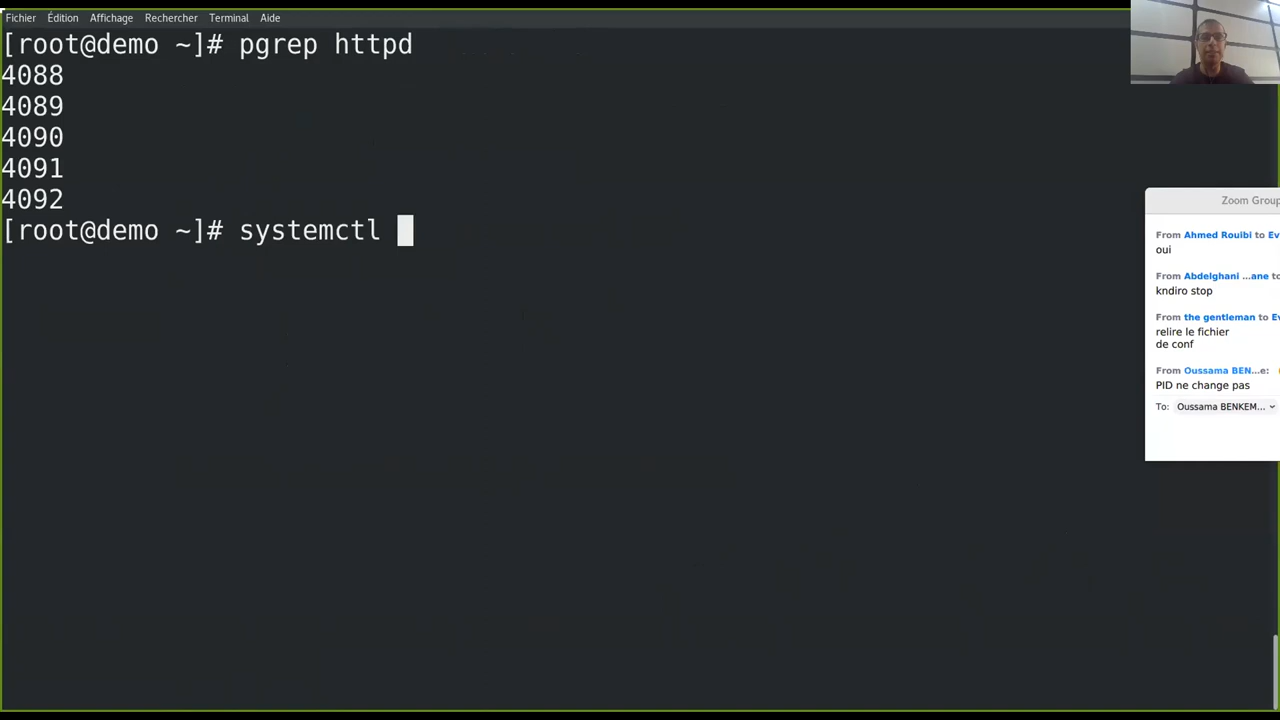 Fichier Édition Affichage Rechercher Terminal Aide
[root@demo ~]# pgrep httpd
4088
4089
4090
4091
4092
[root@demo ~]# systemctl
Zoom Group
From Ahmed Rouibi to Ev
oui
From Abdelghani ...ane to
kndiro stop
From the gentleman to Ev
relire le fichier
de conf
From Oussama BEN...e:
PID ne change pas
To: Oussama BENKEM...